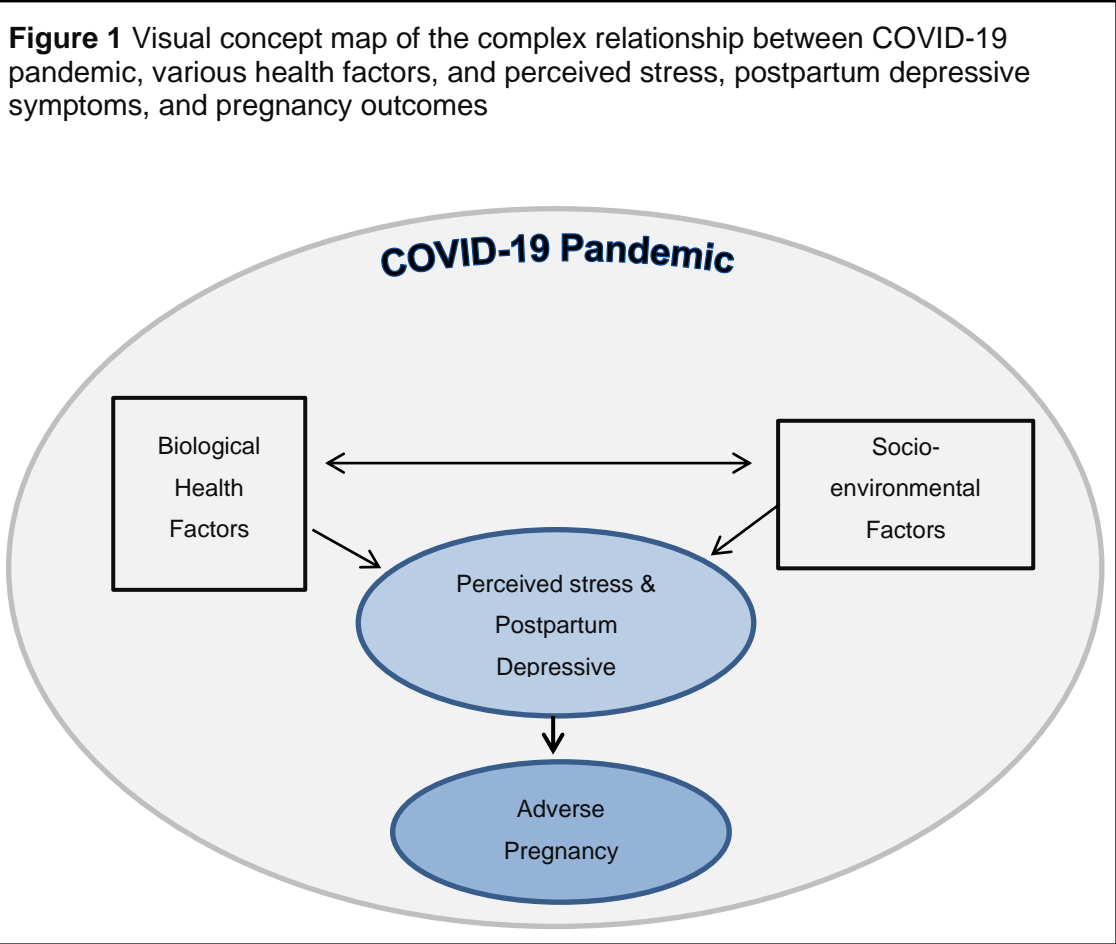 Figure 1 Visual concept map of the complex relationship between COVID-19
pandemic, various health factors, and perceived stress, postpartum depressive
symptoms, and pregnancy outcomes
COVID-19 Pandemic
Biological
Health
Factors
Socio-
environmental
Factors
Perceived stress &
Postpartum
Depressive
Adverse
Pregnancy